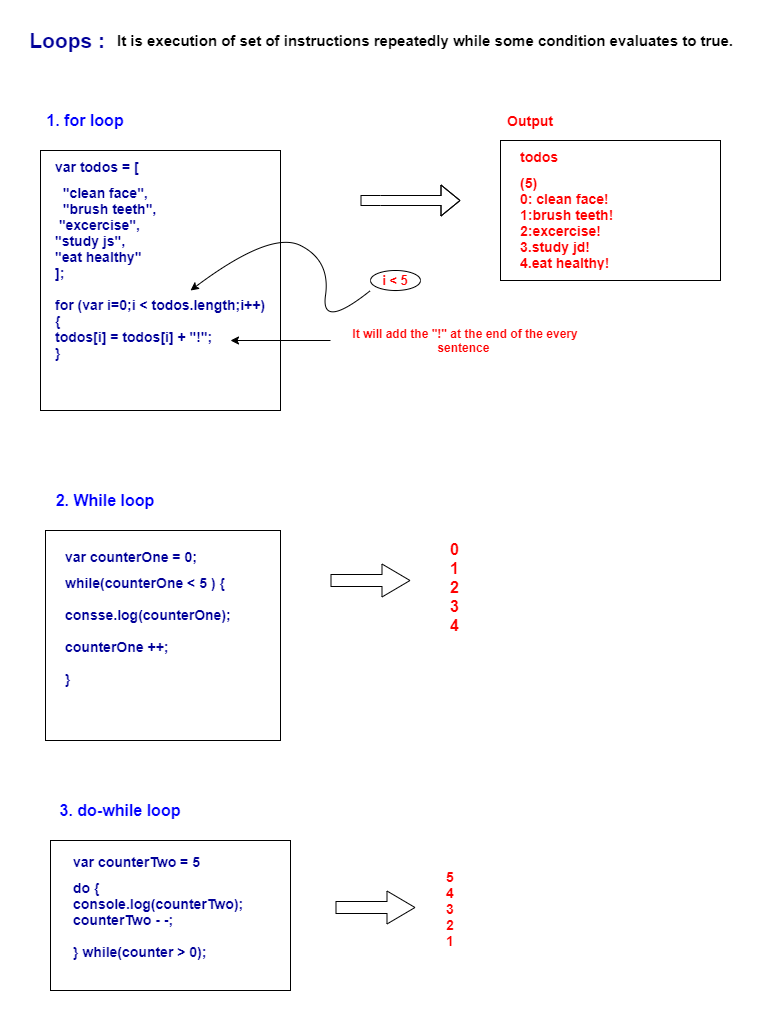 Loops : It is execution of set of instructions repeatedly while some condition evaluates to true.
1. for loop
var todos = [
"clean face",
"brush teeth",
"excercise",
"study js",
"eat healthy"
];
for (var i=0;i < todos.length;i++)
{
todos[i] = todos[i] + "!";
}
Output
todos
(5)
0: clean face!
1:brush teeth!
2:excercise!
3.study jd!
4.eat healthy!
i < 5
It will add the "!" at the end of the every
sentence
2. While loop
var counterOne = 0;
while(counterOne < 5 ) {
consse.log(counterOne);
counterOne ++;
}
0
1
2
3
4
3. do-while loop
var counterTwo = 5
do {
console.log(counterTwo);
counterTwo - -;
} while(counter > 0);
5
4
3
2
1